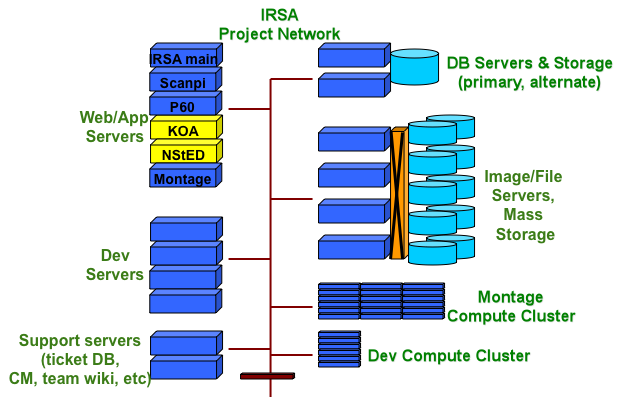 IRSA
Project Network
IRSA main
Scanpi
P60
KOA
NStED
Montage
Web/App
Servers
DB Servers & Storage
(primary, alternate)
Image/File
Servers,
Mass
Storage
Dev
Servers
Montage
Compute Cluster
Support servers
(ticket DB,
CM, team wiki, etc)
Dev Compute Cluster